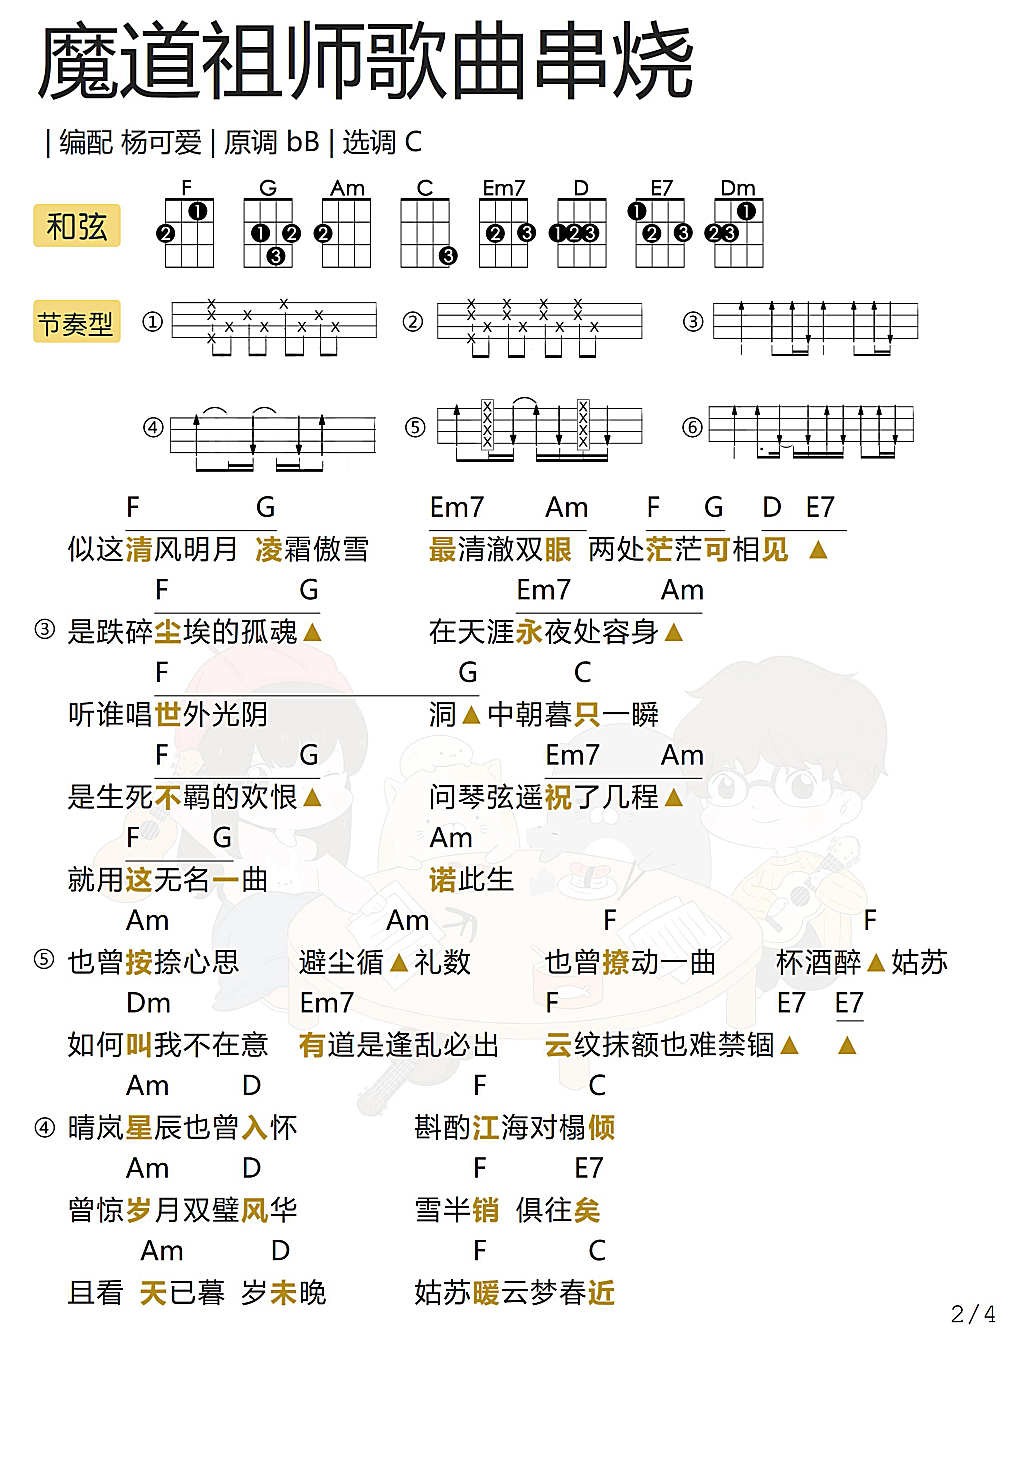 魔道祖师歌曲串烧
| 编配 杨可爱 | 原调 bB | 选调 C
和弦 F G Am C Em7 D E7 Dm
节奏型 ① ② ③
④ ⑤ ⑥
F G Em7 Am F G D E7
似这清风明月 凌霜傲雪 最清澈双眼 两处茫茫可相见 ▲
F G Em7 Am
③ 是跌碎尘埃的孤魂▲ 在天涯永夜处容身▲
F G C
听谁唱世外光阴 洞▲中朝暮只一瞬
F G Em7 Am
是生死不羁的欢恨▲ 问琴弦遥祝了几程▲
F G Am
就用这无名一曲 诺此生
Am Am F F
⑤ 也曾按捺心思 避尘循▲礼数 也曾撩动一曲 杯酒醉▲姑苏
Dm Em7 F E7 E7
如何叫我不在意 有道是逢乱必出 云纹抹额也难禁锢▲ ▲
Am D F C
④ 晴岚星辰也曾入怀 斟酌江海对榻倾
Am D F E7
曾惊岁月双璧风华 雪半销 俱往矣
Am D F C
且看 天已暮 岁未晚 姑苏暖云梦春近
2/4